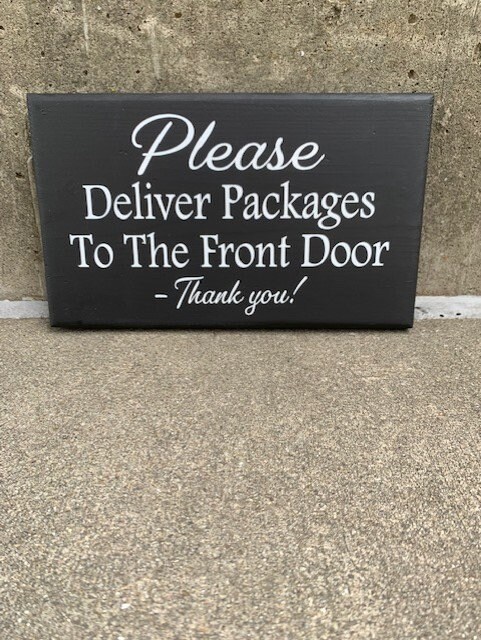 Please
Deliver Packages
To The Front Door
- Thank you!